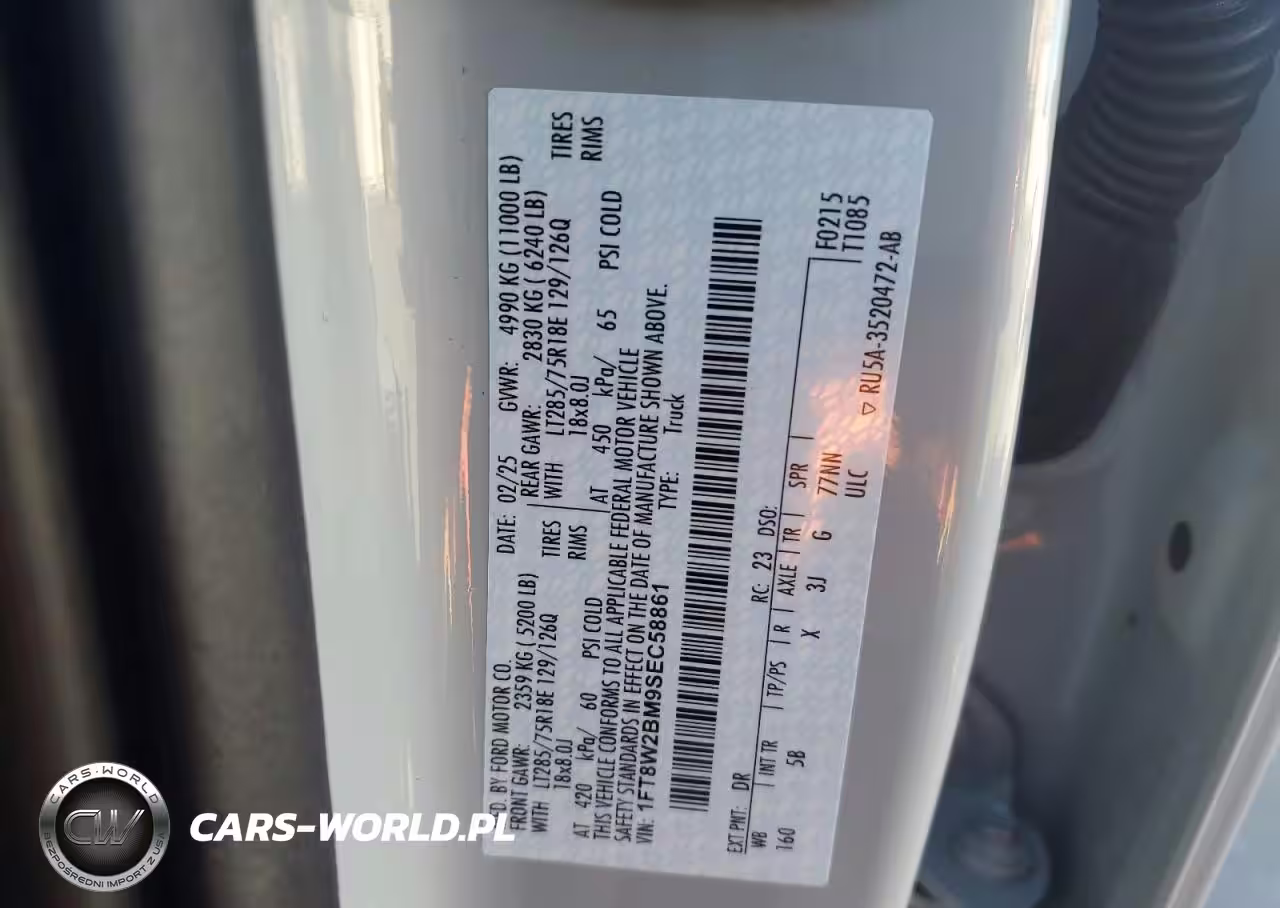 MFD. BY FORD MOTOR CO.
DATE: 02/25
GVWR: 4990 KG (11000 LB)
FRONT GAWR: 2359 KG ( 5200 LB)
REAR GAWR: 2830 KG ( 6240 LB)
WITH LT285/75R18E 129/126Q TIRES
WITH LT285/75R18E 129/126Q TIRES
18x8.0J RIMS
18x8.0J RIMS
AT 420 kPa/ 60 PSI COLD
AT 450 kPa/ 65 PSI COLD
THIS VEHICLE CONFORMS TO ALL APPLICABLE FEDERAL MOTOR VEHICLE
SAFETY STANDARDS IN EFFECT ON THE DATE OF MANUFACTURE SHOWN ABOVE.
VIN: 1FT8W2BM9SEC58861
TYPE: Truck
EXT PNT: DR RC: 23 DSO:
WB INT TR TP/PS R AXLE TR SPR F0215
160 5B X 3J G 77NN T1085
ULC
▽ RU5A-3520472-AB
CARS-WORLD
CW
BEZPOŚREDNI IMPORT Z USA
CARS-WORLD.PL